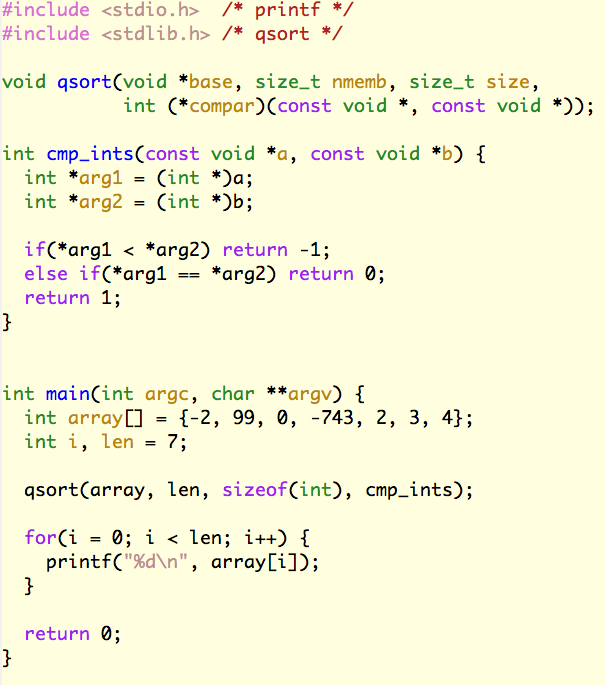 #include <stdio.h>  /* printf */
#include <stdlib.h> /* qsort */

void qsort(void *base, size_t nmemb, size_t size,
           int (*compar)(const void *, const void *));

int cmp_ints(const void *a, const void *b) {
  int *arg1 = (int *)a;
  int *arg2 = (int *)b;

  if(*arg1 < *arg2) return -1;
  else if(*arg1 == *arg2) return 0;
  return 1;
}


int main(int argc, char **argv) {
  int array[] = {-2, 99, 0, -743, 2, 3, 4};
  int i, len = 7;

  qsort(array, len, sizeof(int), cmp_ints);

  for(i = 0; i < len; i++) {
    printf("%d\n", array[i]);
  }

  return 0;
}